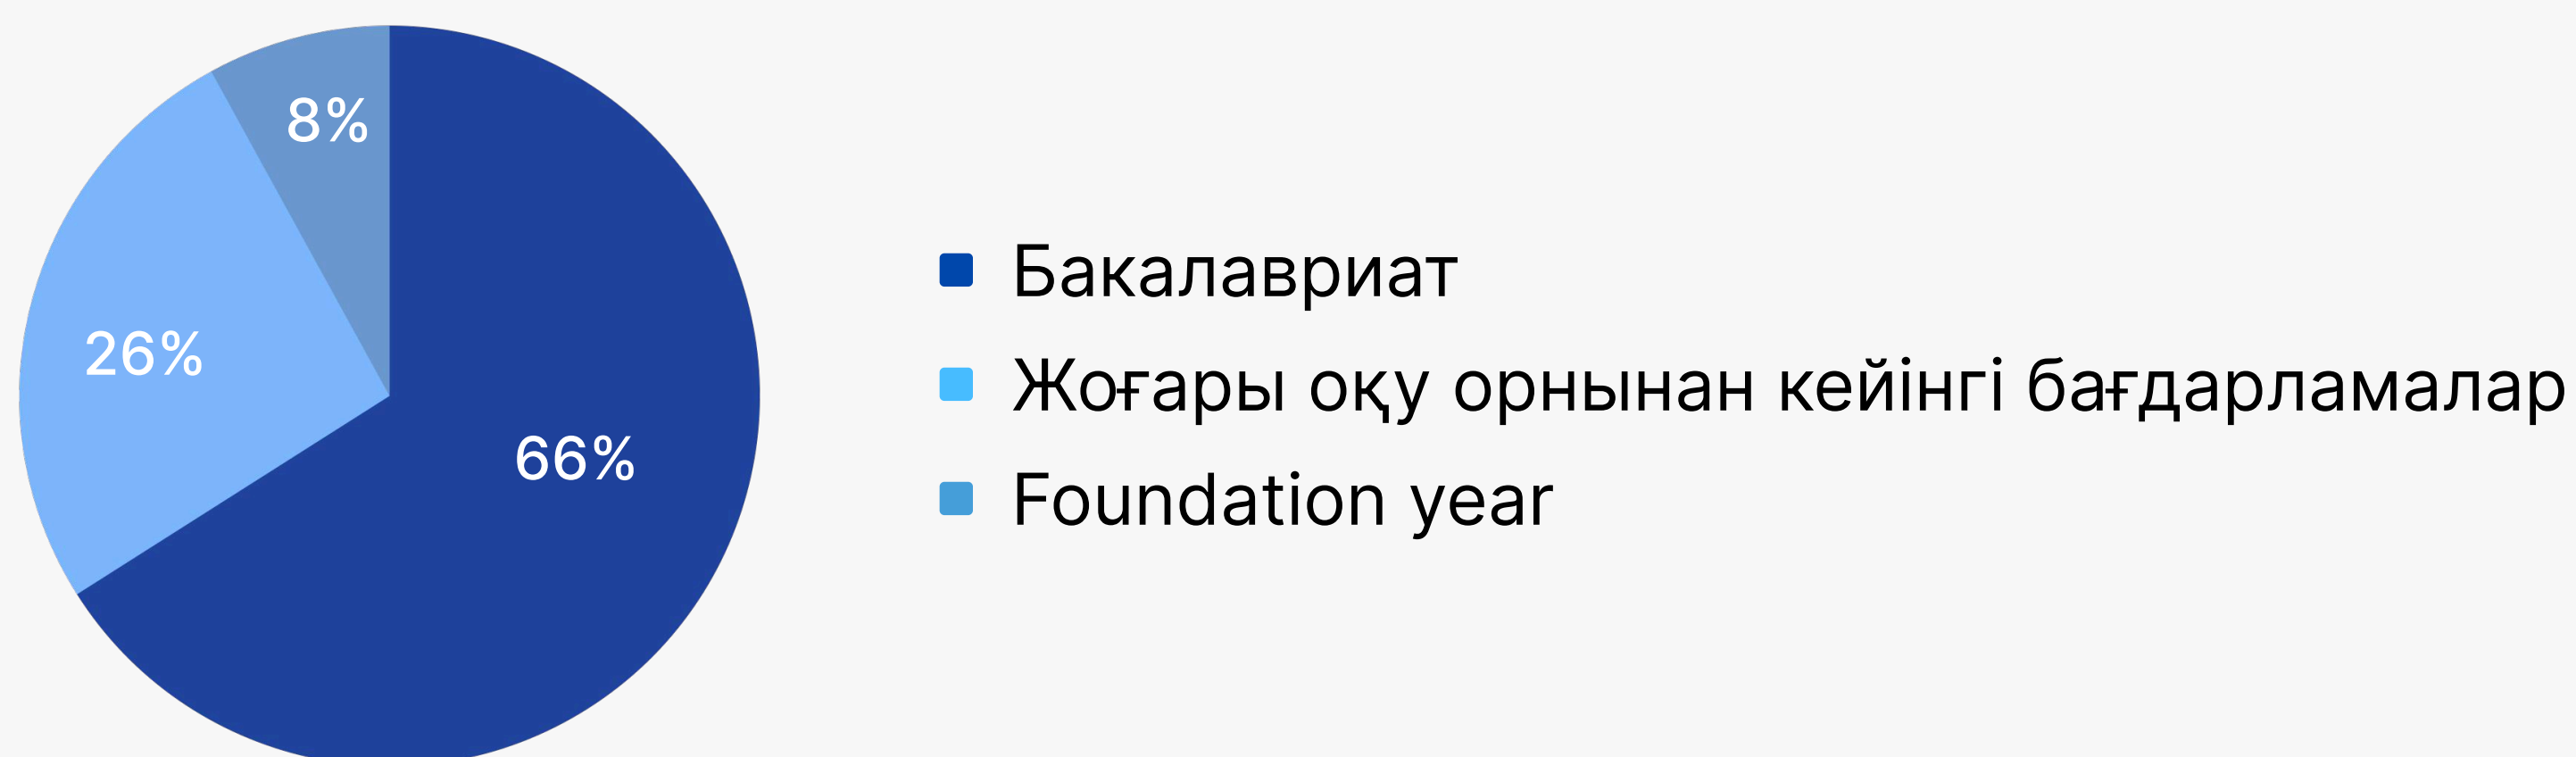 8%
26%
66%
Бакалавриат
Жоғары оқу орнынан кейінгі бағдарламалар
Foundation year